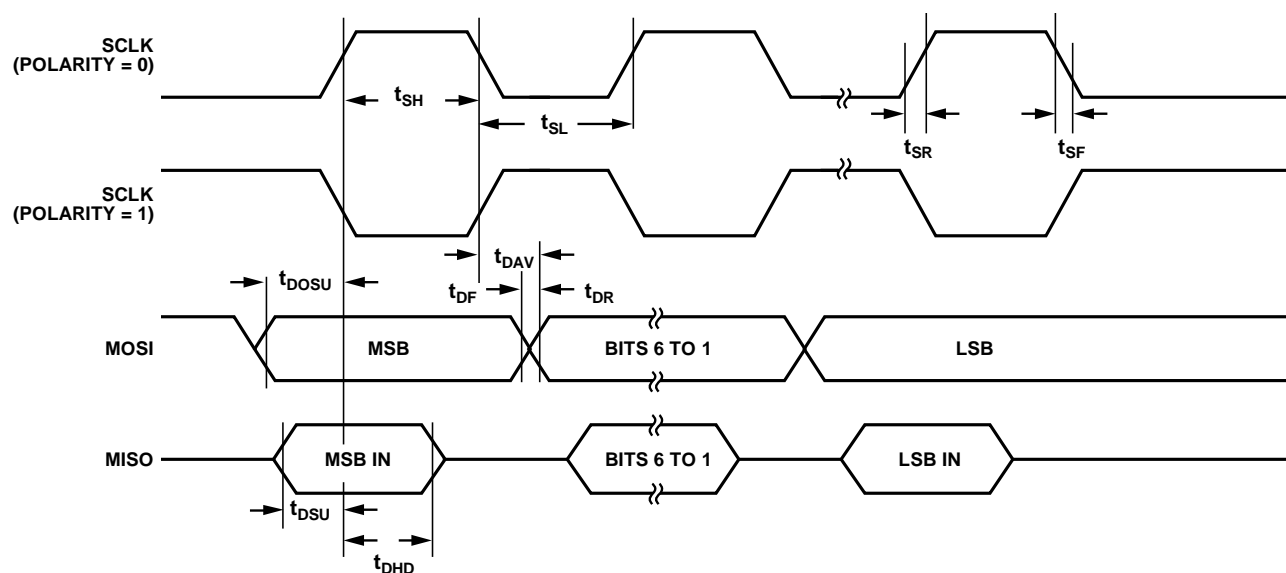 SCLK
(POLARITY = 0)
tSH
tSL
tSR
tSF
SCLK
(POLARITY = 1)
tDOSU
tDAV
tDF
tDR
MOSI
MSB
BITS 6 TO 1
LSB
MISO
MSB IN
BITS 6 TO 1
LSB IN
tDSU
tDHD